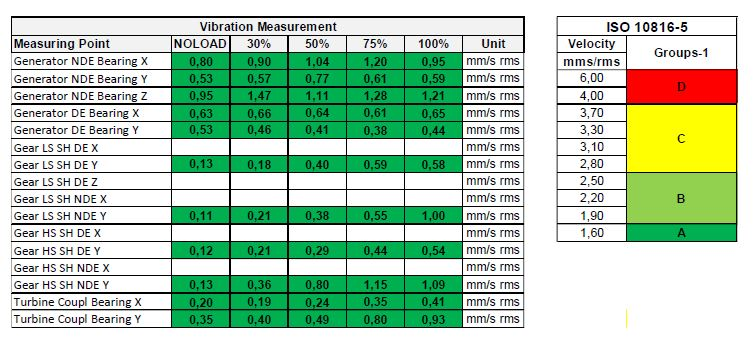 Vibration Measurement
Measuring Point NOLOAD 30% 50% 75% 100% Unit
Generator NDE Bearing X 0,80 0,90 1,04 1,20 0,95 mm/s rms
Generator NDE Bearing Y 0,53 0,57 0,77 0,61 0,59 mm/s rms
Generator NDE Bearing Z 0,95 1,47 1,11 1,28 1,21 mm/s rms
Generator DE Bearing X 0,63 0,66 0,64 0,61 0,65 mm/s rms
Generator DE Bearing Y 0,53 0,46 0,41 0,38 0,44 mm/s rms
Gear LS SH DE X mm/s rms
Gear LS SH DE Y 0,13 0,18 0,40 0,59 0,58 mm/s rms
Gear LS SH DE Z mm/s rms
Gear LS SH NDE X mm/s rms
Gear LS SH NDE Y 0,11 0,21 0,38 0,55 1,00 mm/s rms
Gear HS SH DE X mm/s rms
Gear HS SH DE Y 0,12 0,21 0,29 0,44 0,54 mm/s rms
Gear HS SH NDE X mm/s rms
Gear HS SH NDE Y 0,13 0,36 0,80 1,15 1,09 mm/s rms
Turbine Coupl Bearing X 0,20 0,19 0,24 0,35 0,41 mm/s rms
Turbine Coupl Bearing Y 0,35 0,40 0,49 0,80 0,93 mm/s rms
ISO 10816-5
Velocity
Groups-1
mms/rms
6,00
D
4,00
3,70
3,30
C
3,10
2,80
2,50
2,20 B
1,90
1,60 A